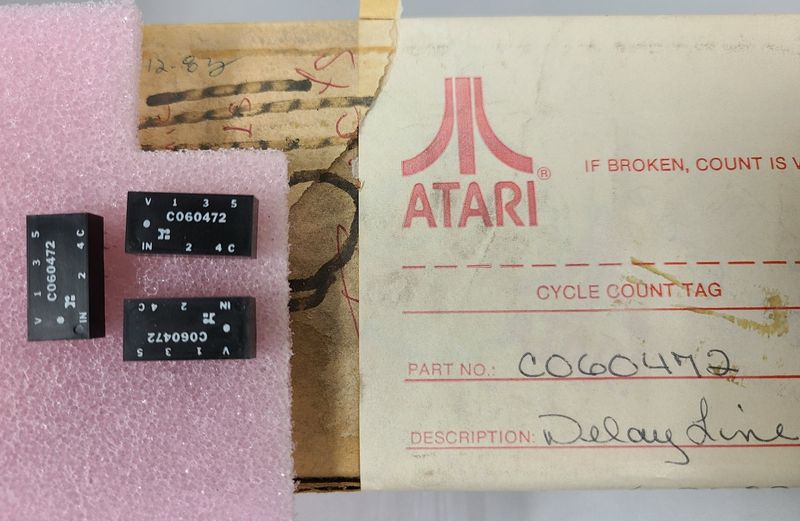 12-82
V 1 3 5
C060472
IN 2 4 C
V 1 3 5
C060472
IN 2 4 C
V 1 3 5
C060472
IN 2 4 C
ATARI®
IF BROKEN, COUNT IS
CYCLE COUNT TAG
PART NO.: C060472
DESCRIPTION: Delay Line